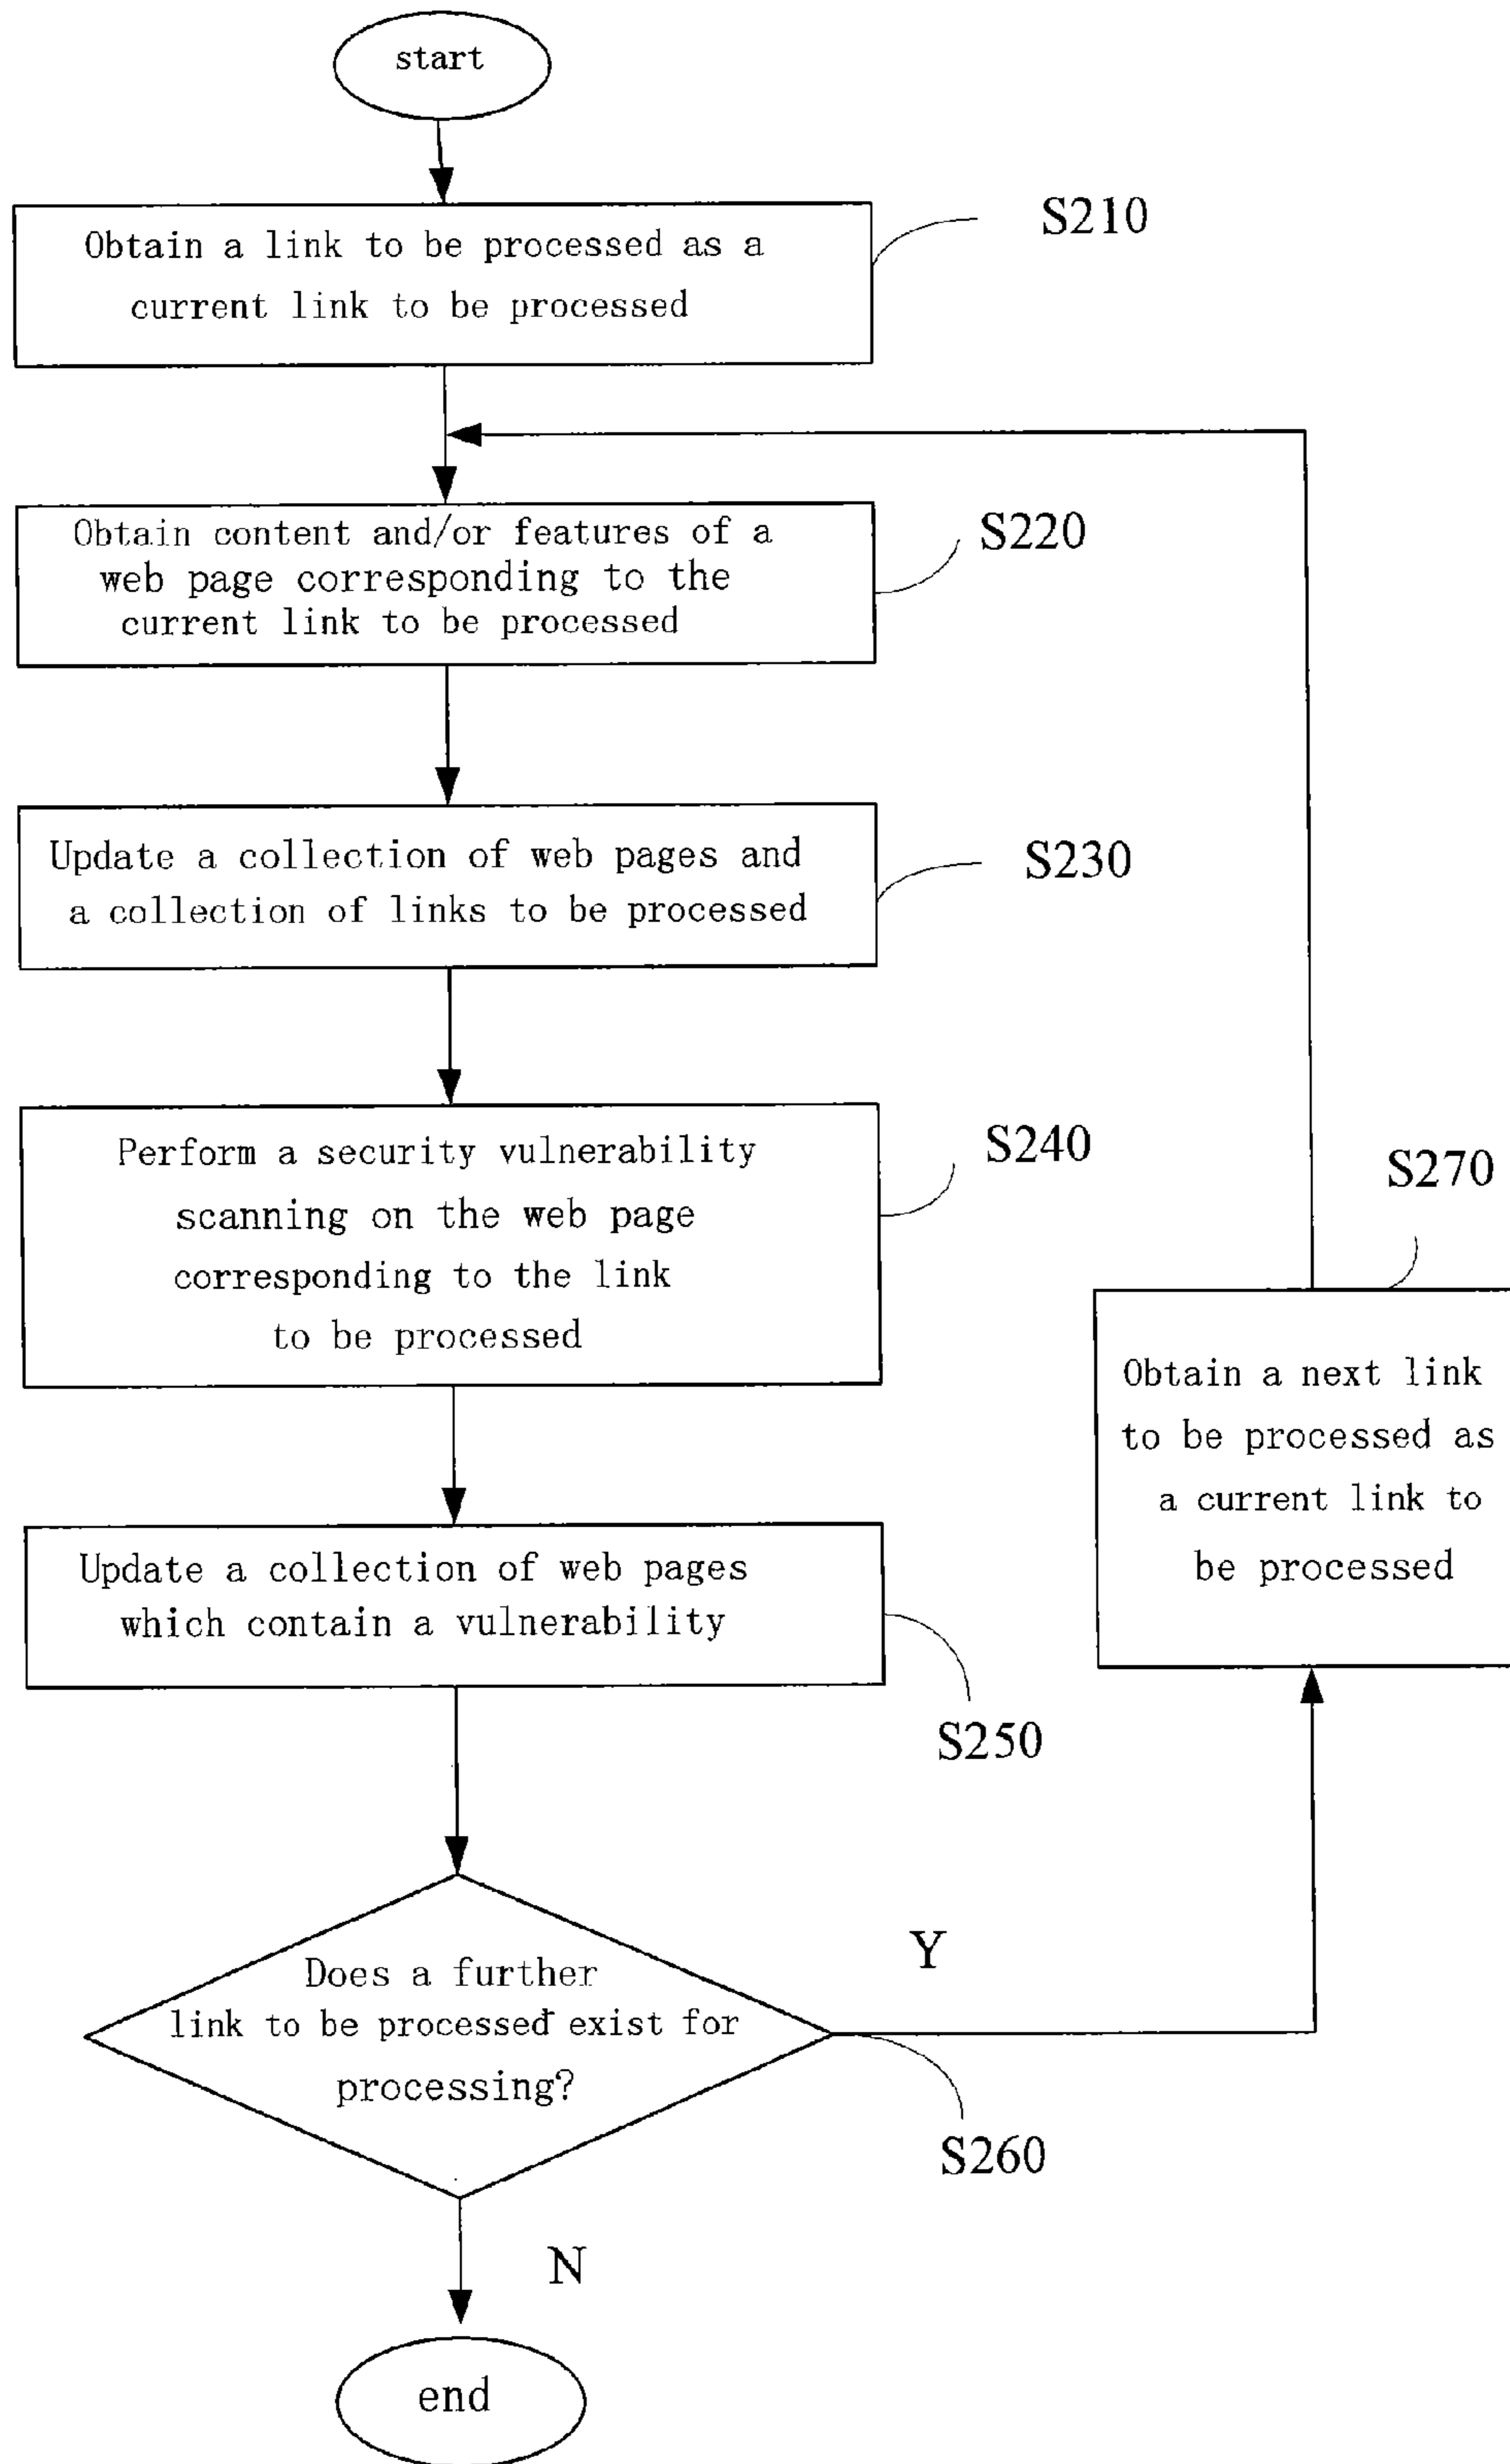 start
Obtain a link to be processed as a
current link to be processed
S210
Obtain content and/or features of a
web page corresponding to the
current link to be processed
S220
Update a collection of web pages and
a collection of links to be processed
S230
Perform a security vulnerability
scanning on the web page
corresponding to the link
to be processed
S240
S270
Obtain a next link
to be processed as
a current link to
be processed
Update a collection of web pages
which contain a vulnerability
S250
Does a further
link to be processed exist for
processing?
Y
S260
N
end